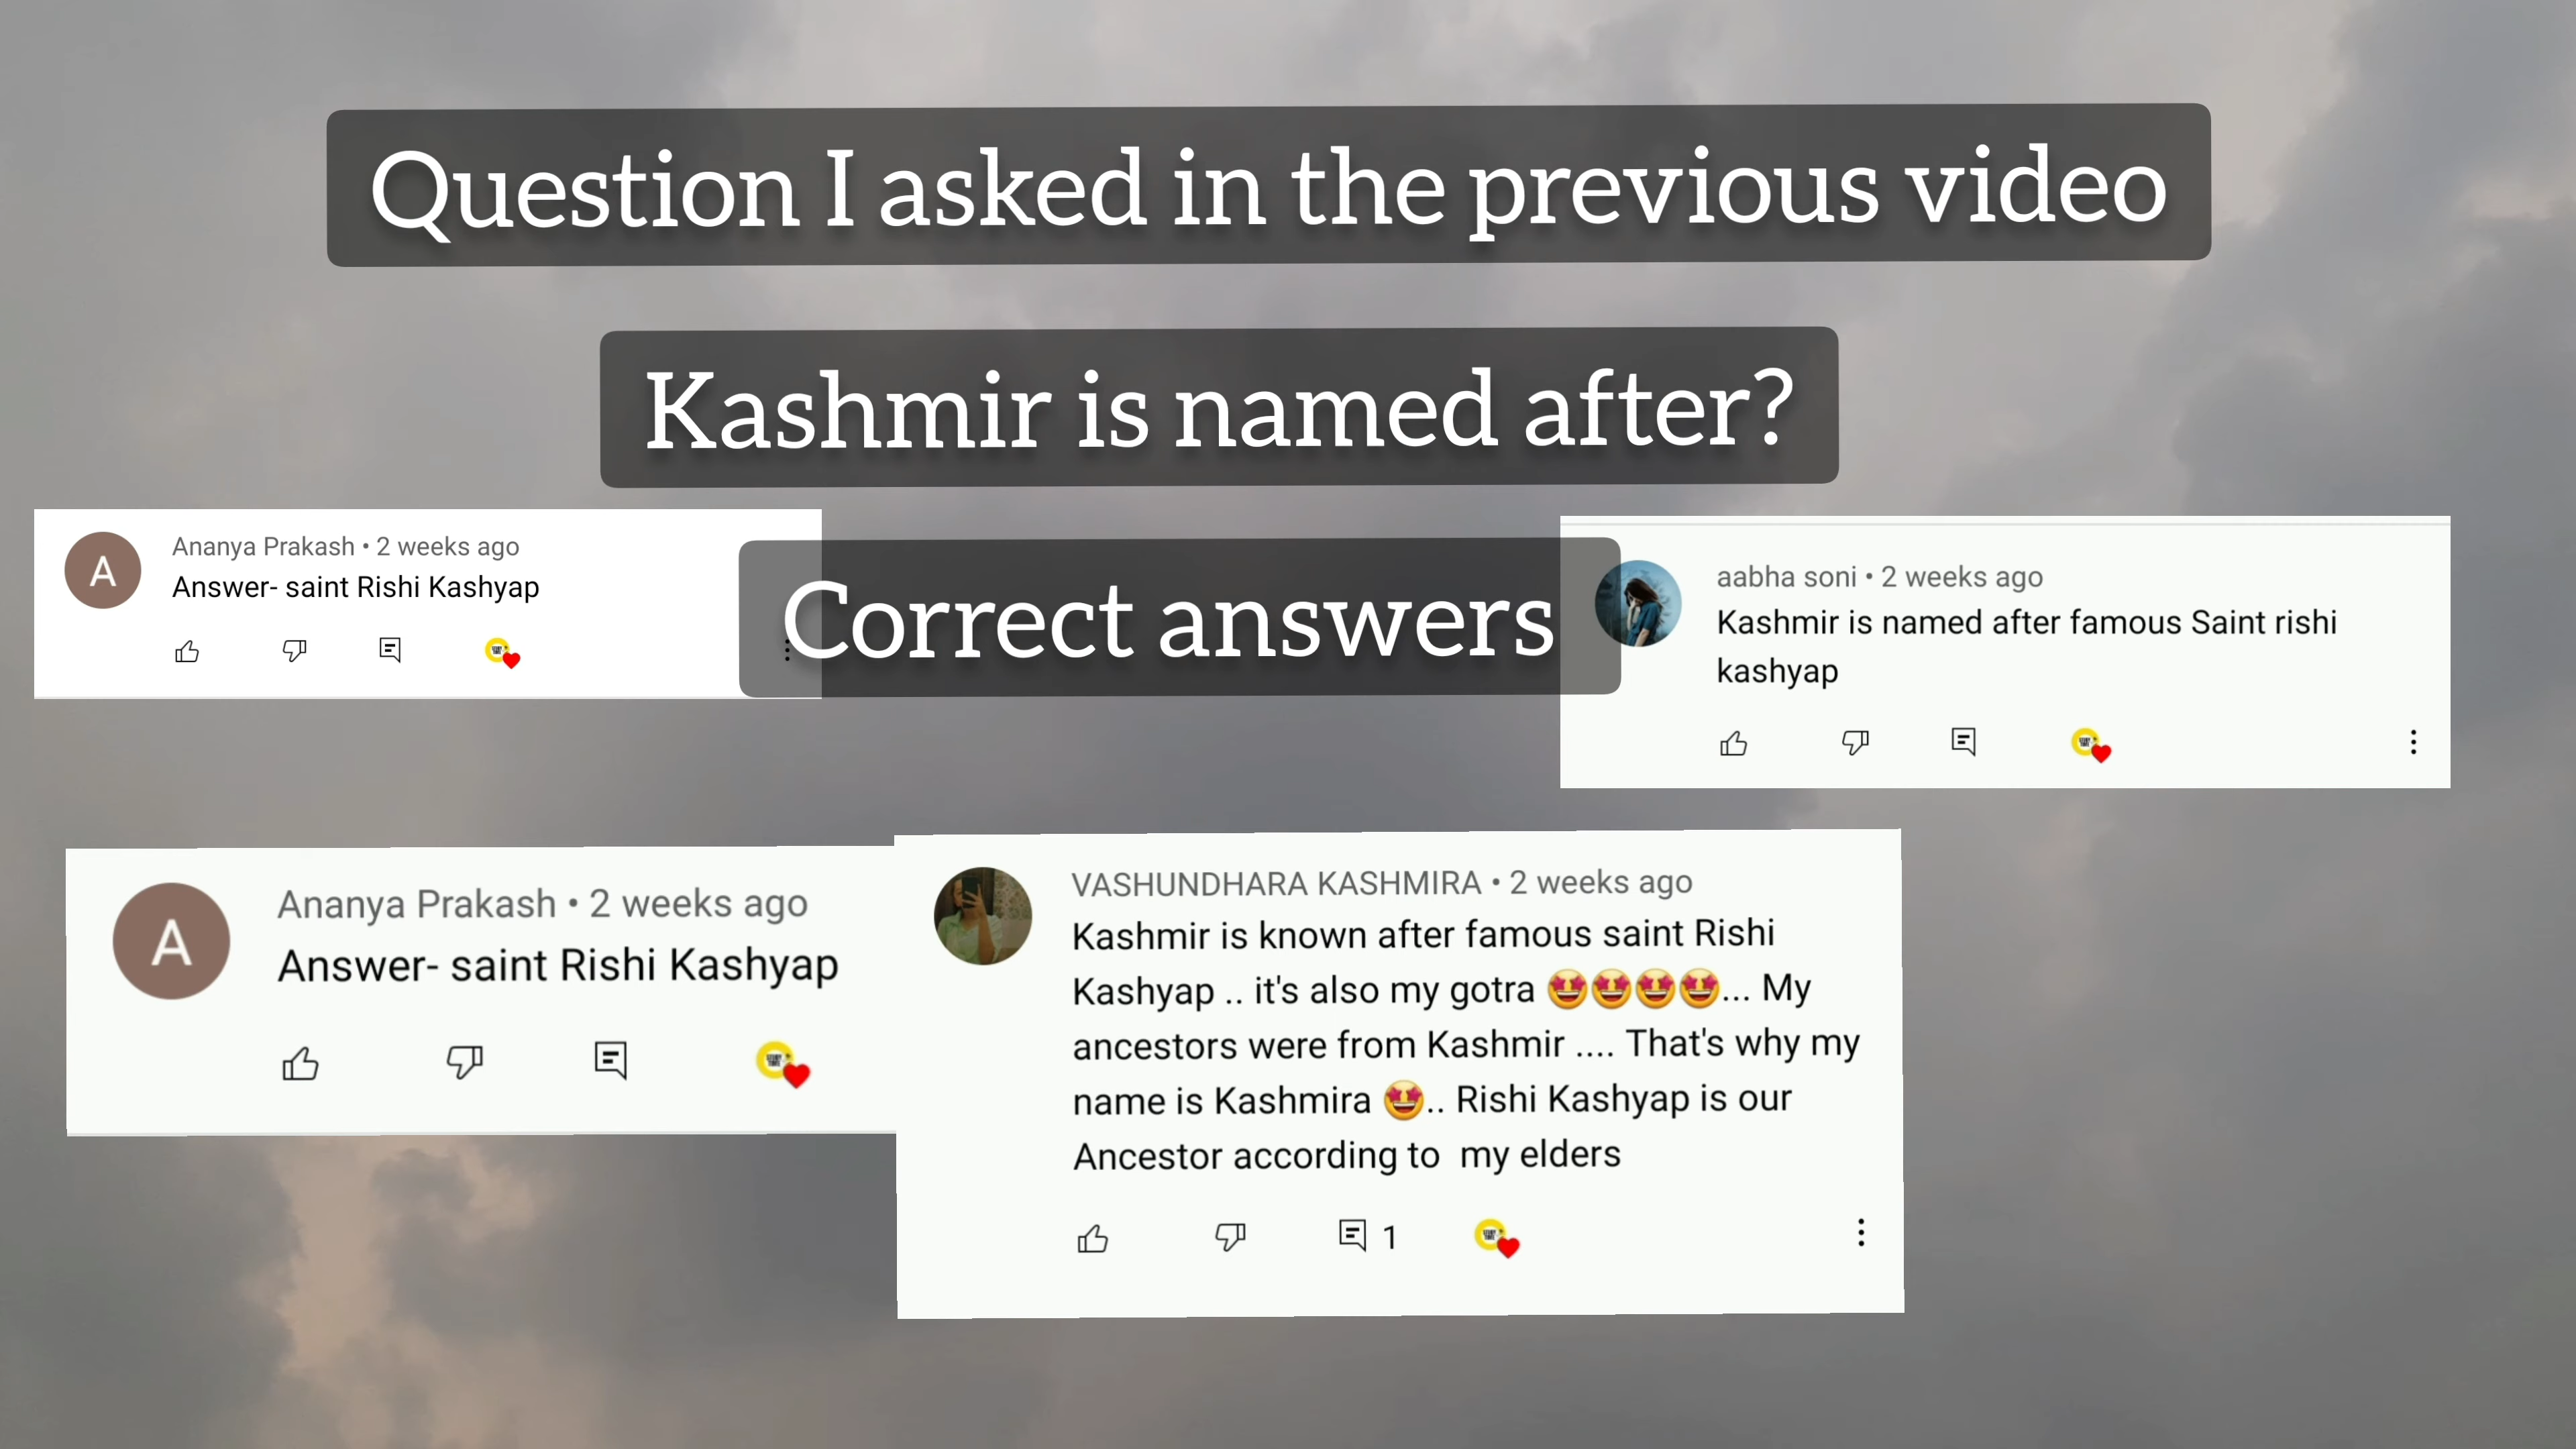 Question I asked in the previous video
Kashmir is named after?
Correct answers
A
Ananya Prakash • 2 weeks ago
Answer- saint Rishi Kashyap
aabha soni • 2 weeks ago
Kashmir is named after famous Saint rishi
kashyap
A
Ananya Prakash • 2 weeks ago
Answer- saint Rishi Kashyap
VASHUNDHARA KASHMIRA • 2 weeks ago
Kashmir is known after famous saint Rishi
Kashyap .. it's also my gotra 🤩🤩🤩🤩... My
ancestors were from Kashmir .... That's why my
name is Kashmira 🤩.. Rishi Kashyap is our
Ancestor according to  my elders
1